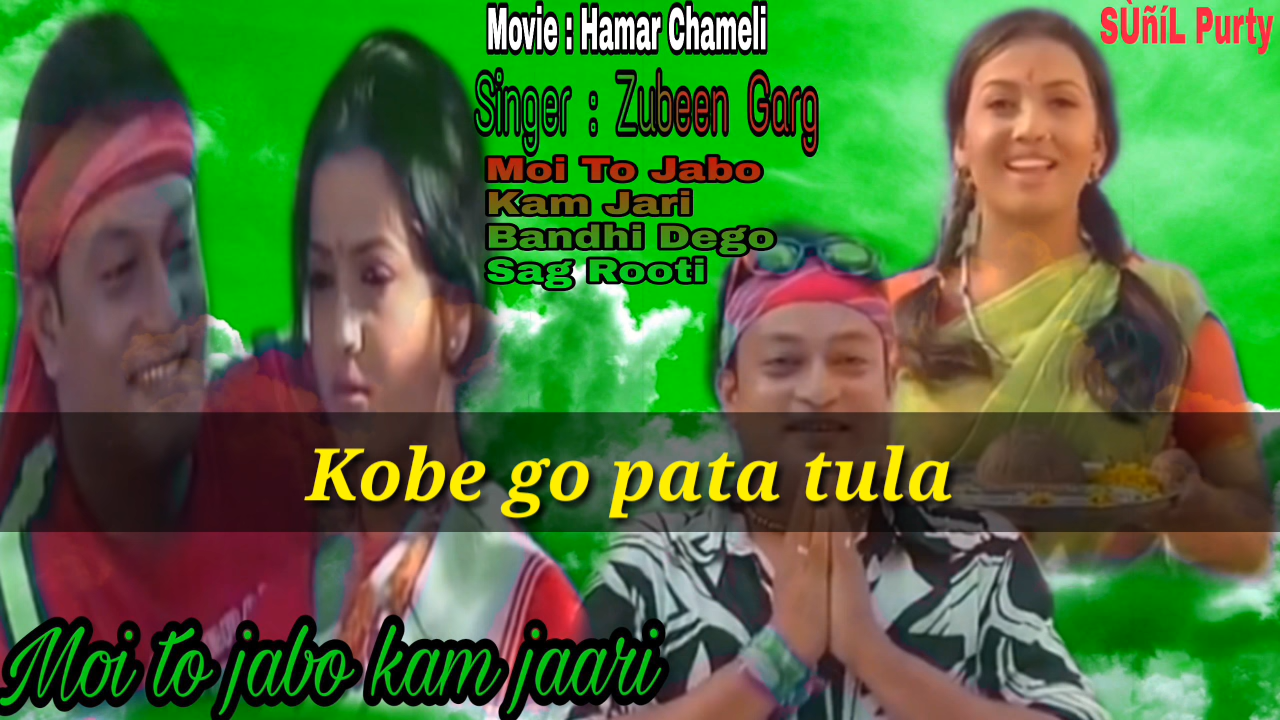 Movie : Hamar Chameli
SÙñíL Purty
Singer : Zubeen Garg
Moi To Jabo
Kam Jari
Bandhi Dego
Sag Rooti
Kobe go pata tula
Moi to jabo kam jaari